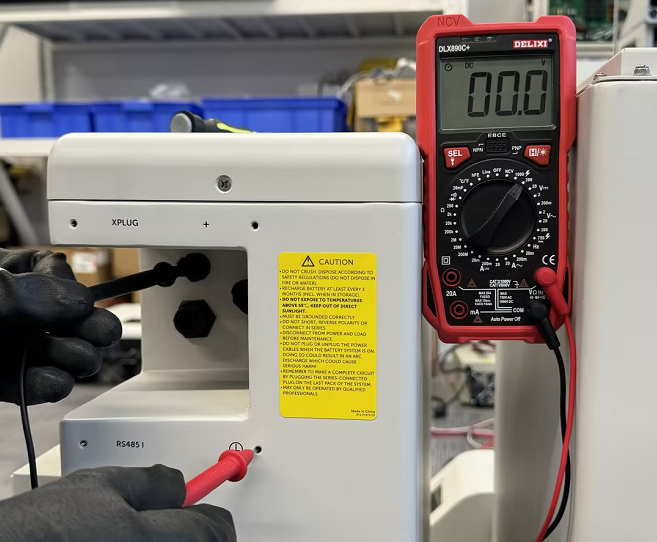 NCV
DELIXI
DLX890C+
DC
V
00.0
EBCE
SEL
NPN
PNP
H/
hFE
Live
OFF
NCV
°C/°F
V
V~
Ω
A
A~
CE
20A
mA
COM
VΩ
Auto Power Off
XPLUG
+
CAUTION
•DO NOT CRUSH. DISPOSE ACCORDING TO
SAFETY REGULATIONS (DO NOT DISPOSE IN
FIRE OR WATER).
•RECHARGE BATTERY AT LEAST EVERY 3
MONTHS (INCL. WHEN IN STORAGE).
•DO NOT EXPOSE TO TEMPERATURES
ABOVE 50°C, KEEP OUT OF DIRECT
SUNLIGHT.
•MUST BE GROUNDED CORRECTLY.
•DO NOT SHORT, REVERSE POLARITY OR
CONNECT IN SERIES.
•DISCONNECT FROM POWER AND LOAD
BEFORE MAINTENANCE.
•DO NOT PLUG OR UNPLUG THE POWER
CABLES WHEN THE BATTERY SYSTEM IS ON,
DOING SO COULD RESULT IN AN ARC
DISCHARGE WHICH COULD CAUSE
SERIOUS HARM!
•REMEMBER TO MAKE A COMPLETE CIRCUIT
BY PLUGGING THE SERIES-CONNECTED
PLUG ON THE LAST PACK OF THE SYSTEM.
•MAY ONLY BE OPERATED BY QUALIFIED
PROFESSIONALS.
Made in China
RS485 I